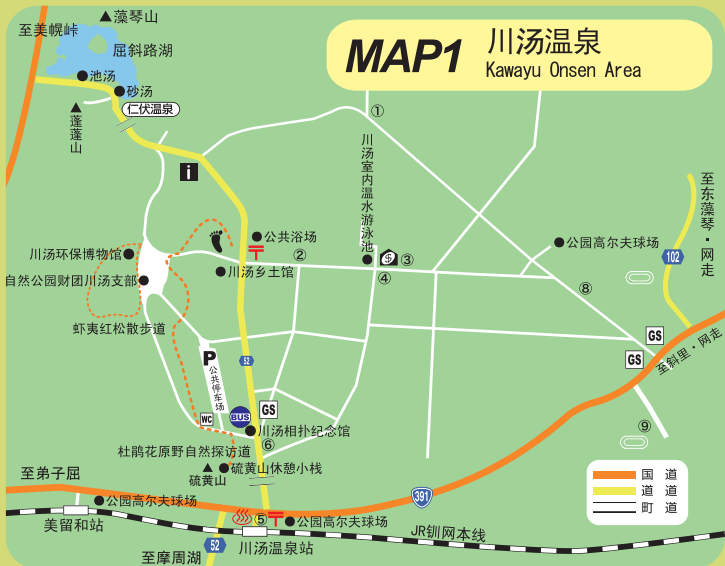 MAP1
川汤温泉
Kawayu Onsen Area
藻琴山
至美幌峠
屈斜路湖
池汤
砂汤
仁伏温泉
蓬蓬山
①
川汤室内温水游泳池
i
公共浴场
②
川汤乡土馆
$
③
④
公园高尔夫球场
至东藻琴·网走
102
⑧
川汤环保博物馆
自然公园财团川汤支部
虾夷红松散步道
GS
GS
至斜里·网走
P
公共停车场
52
WC
BUS
GS
川汤相扑纪念馆
⑥
⑨
杜鹃花原野自然探访道
硫黄山
硫黄山休憩小栈
至弟子屈
公园高尔夫球场
美留和站
⑤
公园高尔夫球场
391
川汤温泉站
JR钏网本线
52
至摩周湖
国 道
道 道
町 道